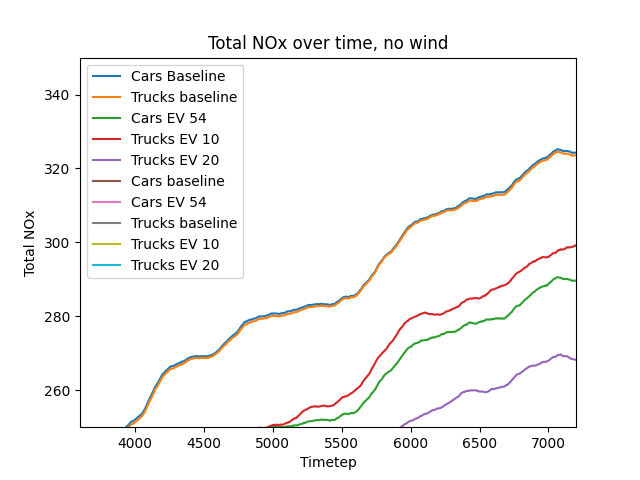 Total NOx over time, no wind
Total NOx
340
320
300
280
260
Cars Baseline
Trucks baseline
Cars EV 54
Trucks EV 10
Trucks EV 20
Cars baseline
Cars EV 54
Trucks baseline
Trucks EV 10
Trucks EV 20
4000 4500 5000 5500 6000 6500 7000
Timetep